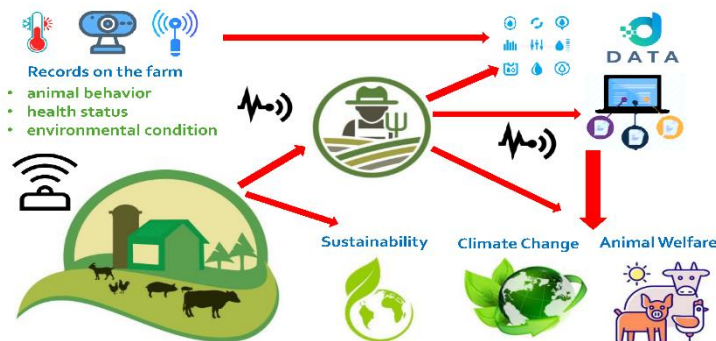 DATA
Records on the farm
• animal behavior
• health status
• environmental condition
Sustainability
Climate Change
Animal Welfare